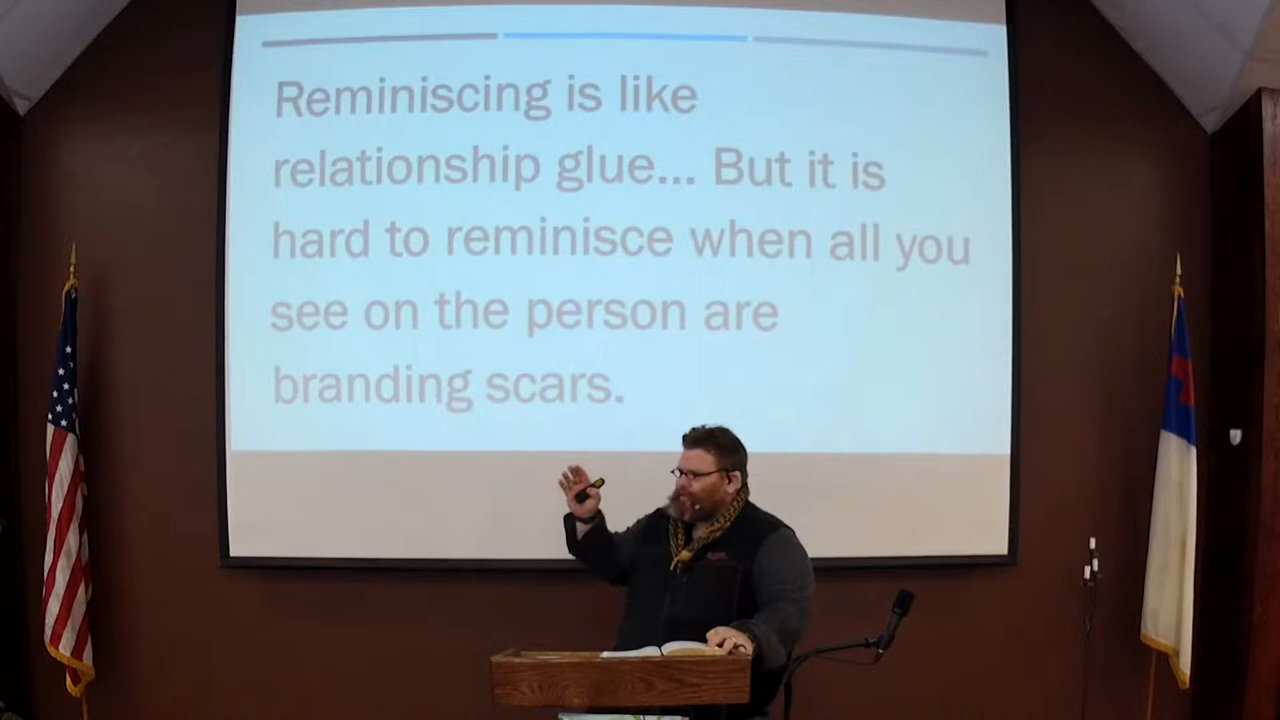 Reminiscing is like
relationship glue... But it is
hard to reminisce when all you
see on the person are
branding scars.